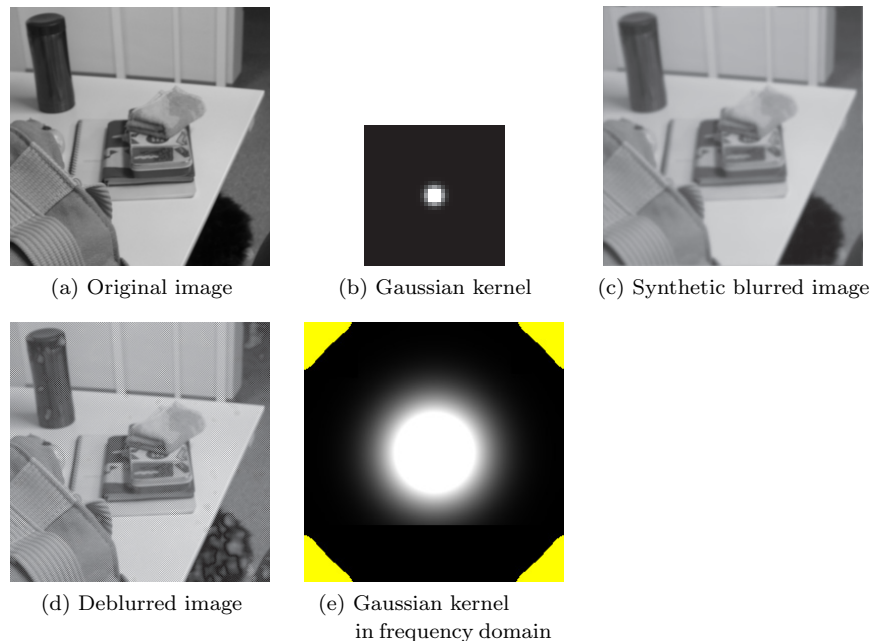 (a) Original image
(b) Gaussian kernel
(c) Synthetic blurred image
(d) Deblurred image
(e) Gaussian kernel
in frequency domain